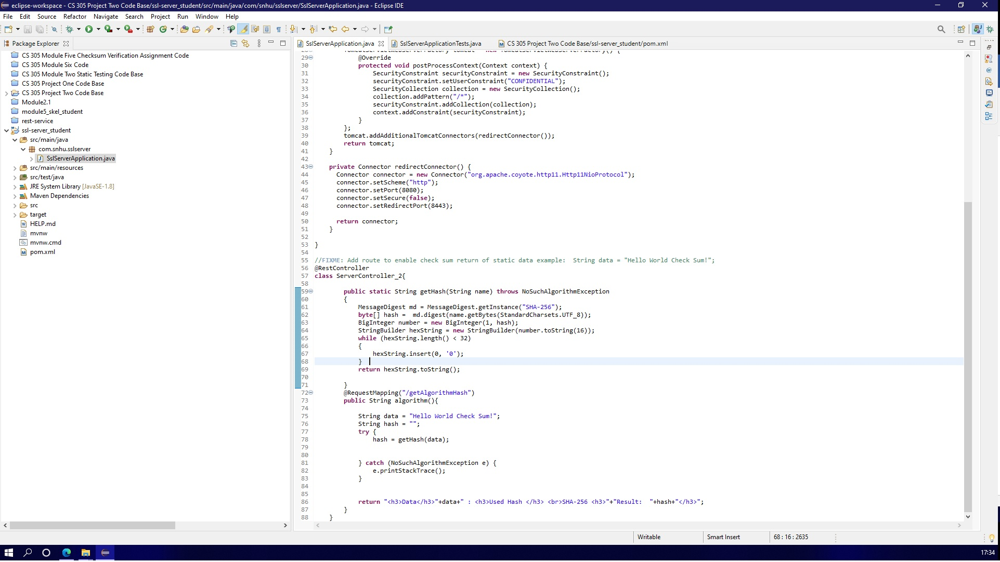 eclipse-workspace - CS 305 Project Two Code Base/ssl-server_student/src/main/java/com/snhu/sslserver/SslServerApplication.java - Eclipse IDE
File Edit Source Refactor Navigate Search Project Run Window Help
Package Explorer
CS 305 Module Five Checksum Verification Assignment Code
CS 305 Module Six Code
CS 305 Module Two Static Testing Code Base
CS 305 Project One Code Base
CS 305 Project Two Code Base
Module2.1
module5_skel_student
rest-service
ssl-server_student
src/main/java
com.snhu.sslserver
SslServerApplication.java
src/main/resources
src/test/java
JRE System Library [JavaSE-1.8]
Maven Dependencies
src
target
HELP.md
mvnw
mvnw.cmd
pom.xml
SslServerApplication.java SslServerApplicationTests.java CS 305 Project Two Code Base/ssl-server_student/pom.xml
TomcatServletWebServerFactory tomcat = new TomcatServletWebServerFactory() {
29 @Override
30 protected void postProcessContext(Context context) {
31 SecurityConstraint securityConstraint = new SecurityConstraint();
32 securityConstraint.setUserConstraint("CONFIDENTIAL");
33 SecurityCollection collection = new SecurityCollection();
34 collection.addPattern("/*");
35 securityConstraint.addCollection(collection);
36 context.addConstraint(securityConstraint);
37 }
38 };
39 tomcat.addAdditionalTomcatConnectors(redirectConnector());
40 return tomcat;
41 }
42
43 private Connector redirectConnector() {
44 Connector connector = new Connector("org.apache.coyote.http11.Http11NioProtocol");
45 connector.setScheme("http");
46 connector.setPort(8080);
47 connector.setSecure(false);
48 connector.setRedirectPort(8443);
49
50 return connector;
51 }
52
53 }
54
55 //FIXME: Add route to enable check sum return of static data example:  String data = "Hello World Check Sum!";
56 @RestController
57 class ServerController_2{
58
59 public static String getHash(String name) throws NoSuchAlgorithmException
60 {
61 MessageDigest md = MessageDigest.getInstance("SHA-256");
62 byte[] hash =  md.digest(name.getBytes(StandardCharsets.UTF_8));
63 BigInteger number = new BigInteger(1, hash);
64 StringBuilder hexString = new StringBuilder(number.toString(16));
65 while (hexString.length() < 32)
66 {
67 hexString.insert(0, '0');
68 }
69 return hexString.toString();
70
71 }
72 @RequestMapping("/getAlgorithmHash")
73 public String algorithm(){
74
75 String data = "Hello World Check Sum!";
76 String hash = "";
77 try {
78 hash = getHash(data);
79
80
81 } catch (NoSuchAlgorithmException e) {
82 e.printStackTrace();
83 }
84
85
86 return "<h3>Data</h3>"+data+" : <h3>Used Hash </h3> <br>SHA-256 <h3>"+"Result:  "+hash+"</h3>";
87 }
88 }
Writable Smart Insert 68 : 16 : 2635
17:34